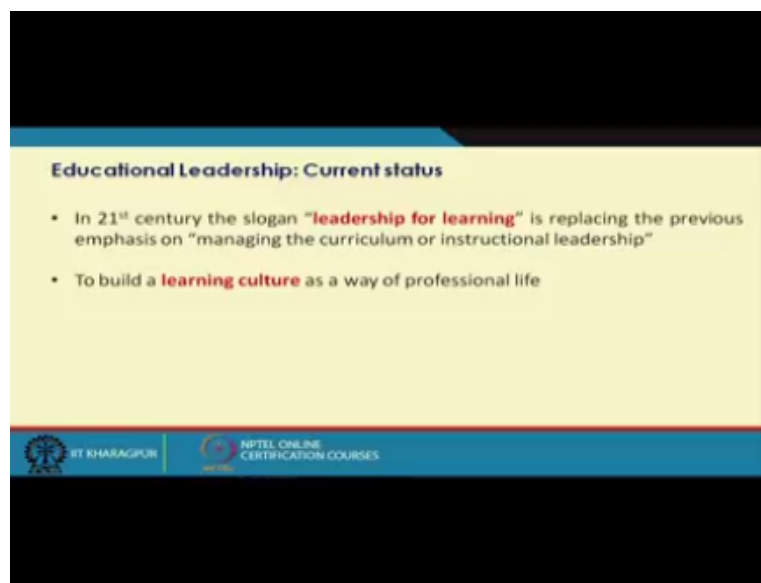 Educational Leadership: Current status
• In 21st century the slogan "leadership for learning" is replacing the previous
emphasis on "managing the curriculum or instructional leadership"
• To build a learning culture as a way of professional life
IIT KHARAGPUR
NPTEL ONLINE
CERTIFICATION COURSES
NPTEL